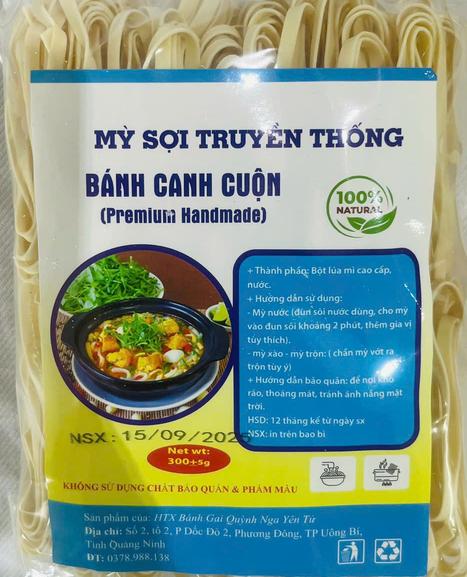 MỲ SỢI TRUYỀN THỐNG
BÁNH CANH CUỘN
(Premium Handmade)
100%
NATURAL
+ Thành phần: Bột lúa mì cao cấp,
nước.
+ Hướng dẫn sử dụng:
- Mỳ nước (đun sôi nước dùng, cho mỳ
vào đun sôi khoảng 2 phút, thêm gia vị
tùy thích).
- mỳ xào - mỳ trộn: ( chần mỳ vớt ra
trộn tùy ý)
+ Hướng dẫn bảo quản: để nơi khô
ráo, thoáng mát, tránh ánh nắng mặt
trời.
HSD: 12 tháng kể từ ngày sx
NSX: in trên bao bì
NSX : 15/09/2025
Net wt:
300±5g
KHÔNG SỬ DỤNG CHẤT BẢO QUẢN & PHẨM MÀU
Sản phẩm của: HTX Bánh Gai Quỳnh Nga Yên Tử
Địa chỉ: Số 2, tổ 2, P Dốc Đỏ 2, Phương Đông, TP Uông Bí,
Tỉnh Quảng Ninh
ĐT: 0378.988.138